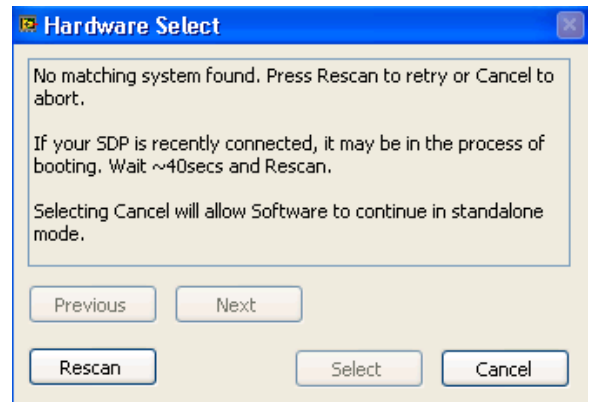 Hardware Select
No matching system found. Press Rescan to retry or Cancel to
abort.
If your SDP is recently connected, it may be in the process of
booting. Wait ~40secs and Rescan.
Selecting Cancel will allow Software to continue in standalone
mode.
Previous Next
Rescan Select Cancel